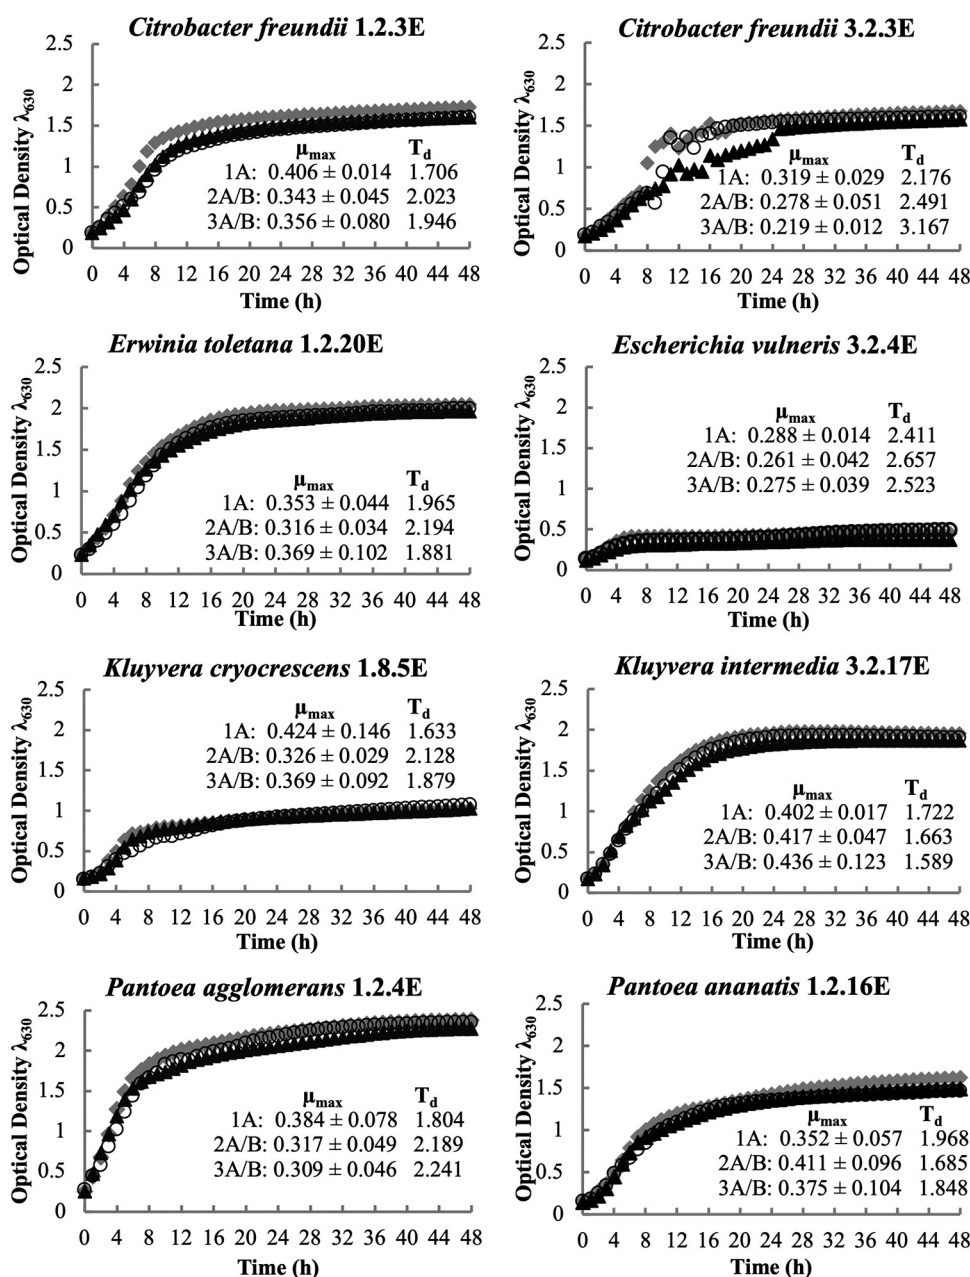 Citrobacter freundii 1.2.3E
Optical Density λ630
2.5
2
1.5
1
0.5
0
μmax Td
1A: 0.406 ± 0.014 1.706
2A/B: 0.343 ± 0.045 2.023
3A/B: 0.356 ± 0.080 1.946
0 4 8 12 16 20 24 28 32 36 40 44 48
Time (h)
Citrobacter freundii 3.2.3E
Optical Density λ630
2.5
2
1.5
1
0.5
0
μmax Td
1A: 0.319 ± 0.029 2.176
2A/B: 0.278 ± 0.051 2.491
3A/B: 0.219 ± 0.012 3.167
0 4 8 12 16 20 24 28 32 36 40 44 48
Time (h)
Erwinia toletana 1.2.20E
Optical Density λ630
2.5
2
1.5
1
0.5
0
μmax Td
1A: 0.353 ± 0.044 1.965
2A/B: 0.316 ± 0.034 2.194
3A/B: 0.369 ± 0.102 1.881
0 4 8 12 16 20 24 28 32 36 40 44 48
Time (h)
Escherichia vulneris 3.2.4E
Optical Density λ630
2.5
2
1.5
1
0.5
0
μmax Td
1A: 0.288 ± 0.014 2.411
2A/B: 0.261 ± 0.042 2.657
3A/B: 0.275 ± 0.039 2.523
0 4 8 12 16 20 24 28 32 36 40 44 48
Time (h)
Kluyvera cryocrescens 1.8.5E
Optical Density λ630
2.5
2
1.5
1
0.5
0
μmax Td
1A: 0.424 ± 0.146 1.633
2A/B: 0.326 ± 0.029 2.128
3A/B: 0.369 ± 0.092 1.879
0 4 8 12 16 20 24 28 32 36 40 44 48
Time (h)
Kluyvera intermedia 3.2.17E
Optical Density λ630
2.5
2
1.5
1
0.5
0
μmax Td
1A: 0.402 ± 0.017 1.722
2A/B: 0.417 ± 0.047 1.663
3A/B: 0.436 ± 0.123 1.589
0 4 8 12 16 20 24 28 32 36 40 44 48
Time (h)
Pantoea agglomerans 1.2.4E
Optical Density λ630
2.5
2
1.5
1
0.5
0
μmax Td
1A: 0.384 ± 0.078 1.804
2A/B: 0.317 ± 0.049 2.189
3A/B: 0.309 ± 0.046 2.241
0 4 8 12 16 20 24 28 32 36 40 44 48
Time (h)
Pantoea ananatis 1.2.16E
Optical Density λ630
2.5
2
1.5
1
0.5
0
μmax Td
1A: 0.352 ± 0.057 1.968
2A/B: 0.411 ± 0.096 1.685
3A/B: 0.375 ± 0.104 1.848
0 4 8 12 16 20 24 28 32 36 40 44 48
Time (h)